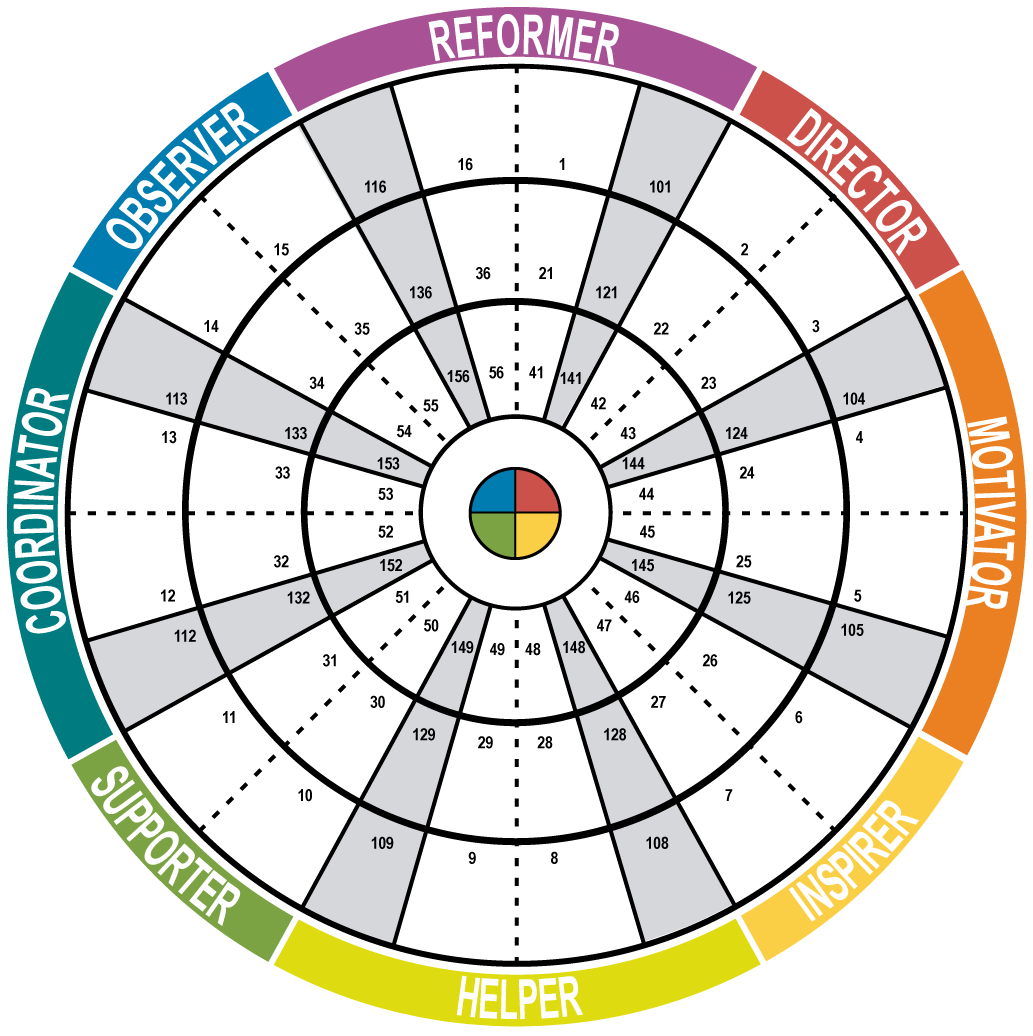 REFORMER
DIRECTOR
MOTIVATOR
INSPIRER
HELPER
SUPPORTER
COORDINATOR
OBSERVER
16 1
116 101
15 2
36 21
136 121
14 35 22 3
156 56 41 141
34 23
113 55 42 104
13 133 54 43 124 4
33 153 144 24
53 44
52 45
32 152 145 25
12 132 51 46 125 5
112 50 47 105
31 149 49 48 148 26
11 30 27 6
129 29 28 128
10 7
109 9 8 108